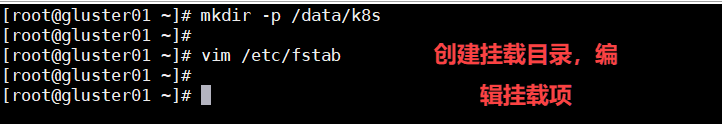 [root@gluster01 ~]# mkdir -p /data/k8s
[root@gluster01 ~]#
[root@gluster01 ~]# vim /etc/fstab
[root@gluster01 ~]#
[root@gluster01 ~]#
创建挂载目录，编
辑挂载项